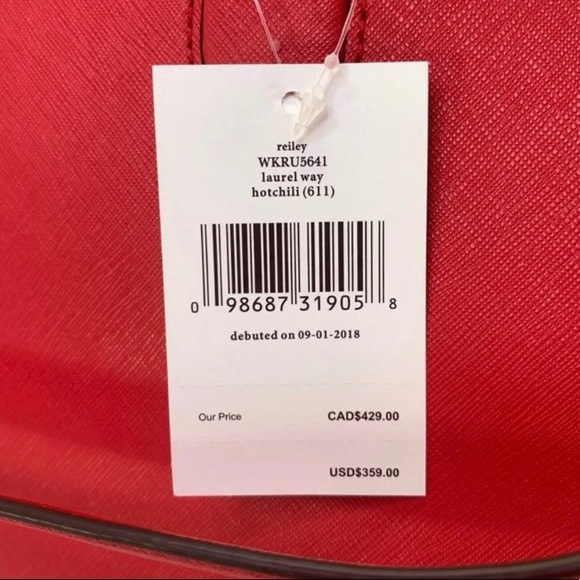 reiley
WKRU5641
laurel way
hotchili (611)
0 98687 31905 8
debuted on 09-01-2018
Our Price CAD$429.00
USD$359.00